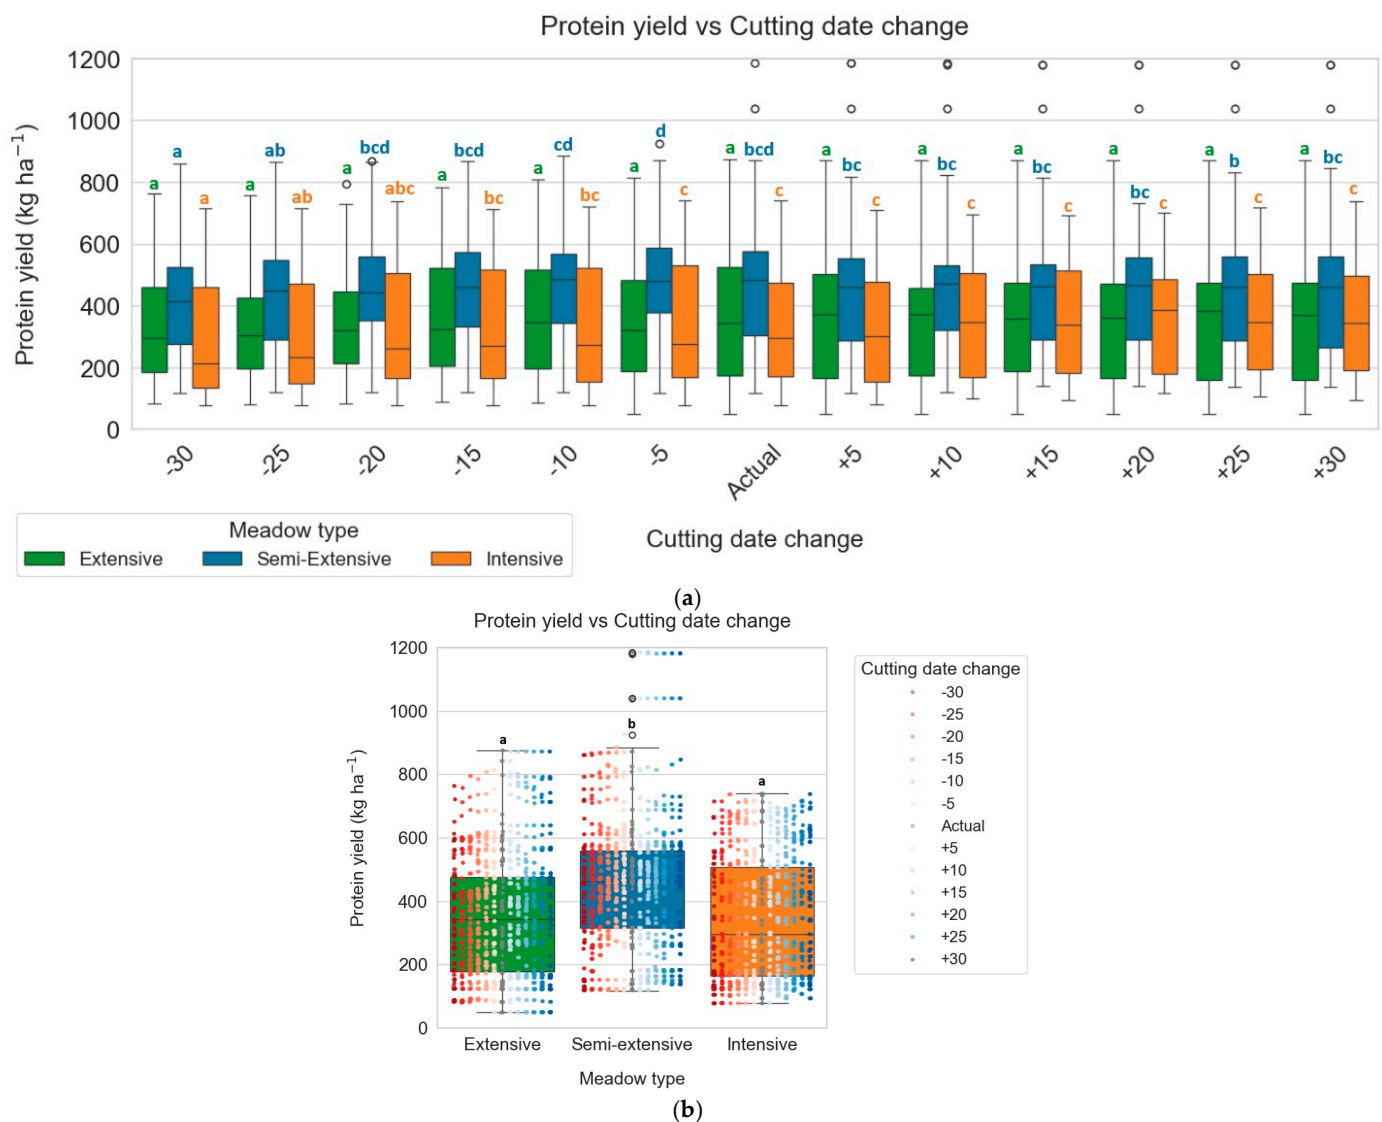 Protein yield vs Cutting date change
Protein yield (kg ha⁻¹)
1200
1000
800
600
400
200
0
a a a ab a ab a bcd abc a bcd bc a cd bc a d c a bcd c a bc c a bc c a bc c a bc c a b c a bc c
-30 -25 -20 -15 -10 -5 Actual +5 +10 +15 +20 +25 +30
Cutting date change
Meadow type
Extensive Semi-Extensive Intensive
(a)
Protein yield vs Cutting date change
Protein yield (kg ha⁻¹)
1200
1000
800
600
400
200
0
a b a
Extensive Semi-extensive Intensive
Meadow type
Cutting date change
-30
-25
-20
-15
-10
-5
Actual
+5
+10
+15
+20
+25
+30
(b)